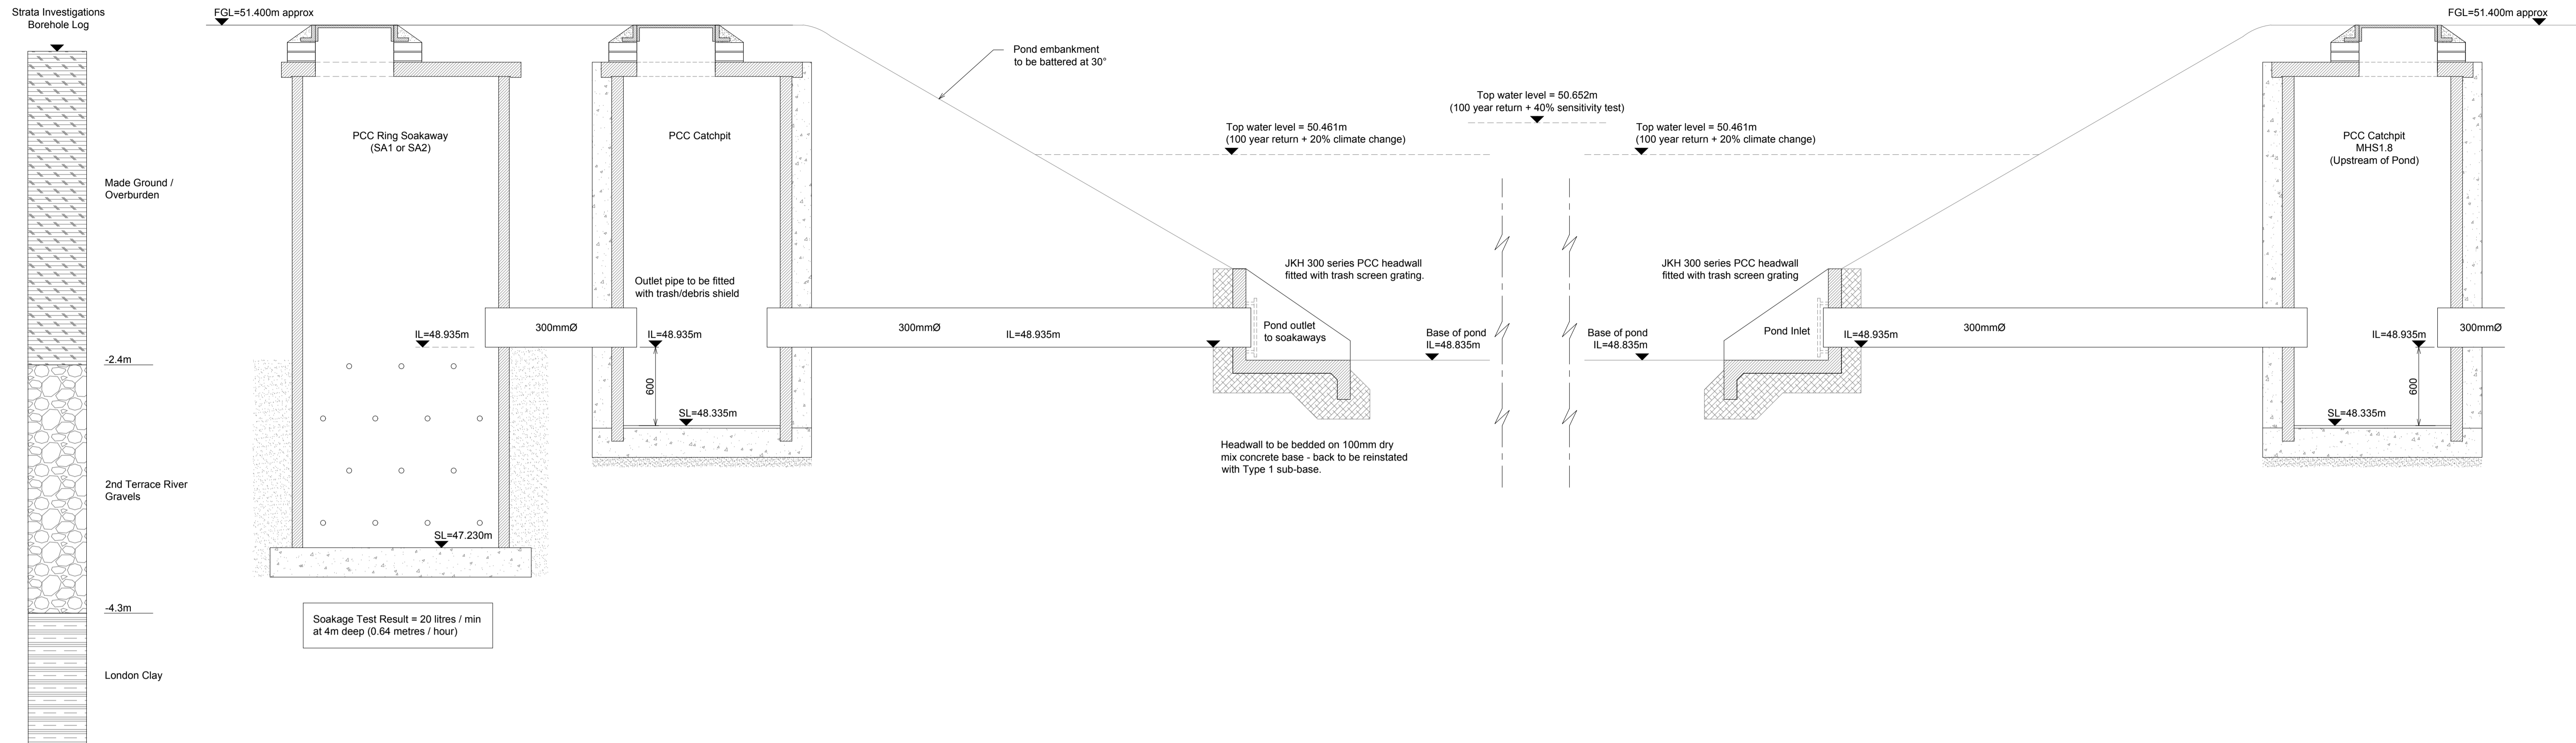 Strata Investigations
Borehole Log
Made Ground /
Overburden
-2.4m
2nd Terrace River
Gravels
-4.3m
London Clay
FGL=51.400m approx
PCC Ring Soakaway
(SA1 or SA2)
IL=48.935m
SL=47.230m
Soakage Test Result = 20 litres / min
at 4m deep (0.64 metres / hour)
300mmØ
PCC Catchpit
Outlet pipe to be fitted
with trash/debris shield
IL=48.935m
600
SL=48.335m
300mmØ
IL=48.935m
Pond embankment
to be battered at 30°
Top water level = 50.461m
(100 year return + 20% climate change)
Top water level = 50.652m
(100 year return + 40% sensitivity test)
Top water level = 50.461m
(100 year return + 20% climate change)
JKH 300 series PCC headwall
fitted with trash screen grating.
Pond outlet
to soakaways
Base of pond
IL=48.835m
Headwall to be bedded on 100mm dry
mix concrete base - back to be reinstated
with Type 1 sub-base.
Base of pond
IL=48.835m
JKH 300 series PCC headwall
fitted with trash screen grating
Pond Inlet
IL=48.935m
300mmØ
FGL=51.400m approx
PCC Catchpit
MHS1.8
(Upstream of Pond)
IL=48.935m
300mmØ
600
SL=48.335m